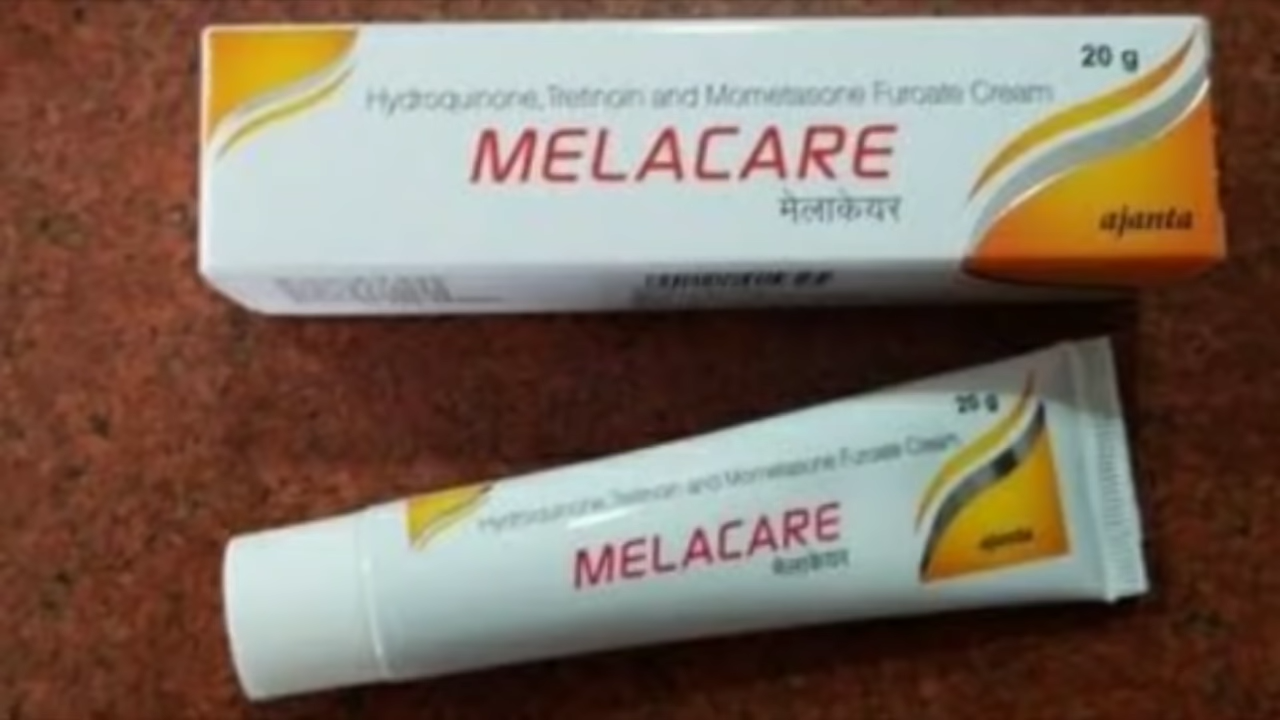 20 g
Hydroquinone, Tretinoin and Mometasone Furoate Cream
MELACARE
मेलाकेयर
ajanta
20 g
Hydroquinone, Tretinoin and Mometasone Furoate Cream
MELACARE
मेलाकेयर
ajanta